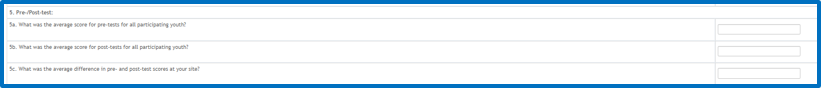 5. Pre-/Post-test:
5a. What was the average score for pre-tests for all participating youth?
5b. What was the average score for post-tests for all participating youth?
5c. What was the average difference in pre- and post-test scores at your site?